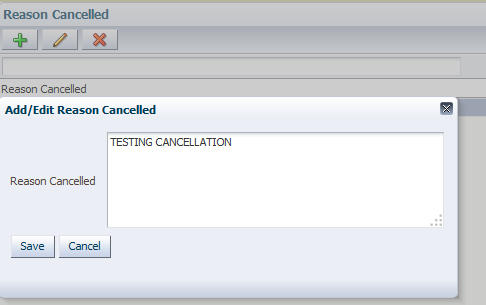 Reason Cancelled
Reason Cancelled
Add/Edit Reason Cancelled
TESTING CANCELLATION
Reason Cancelled
Save Cancel